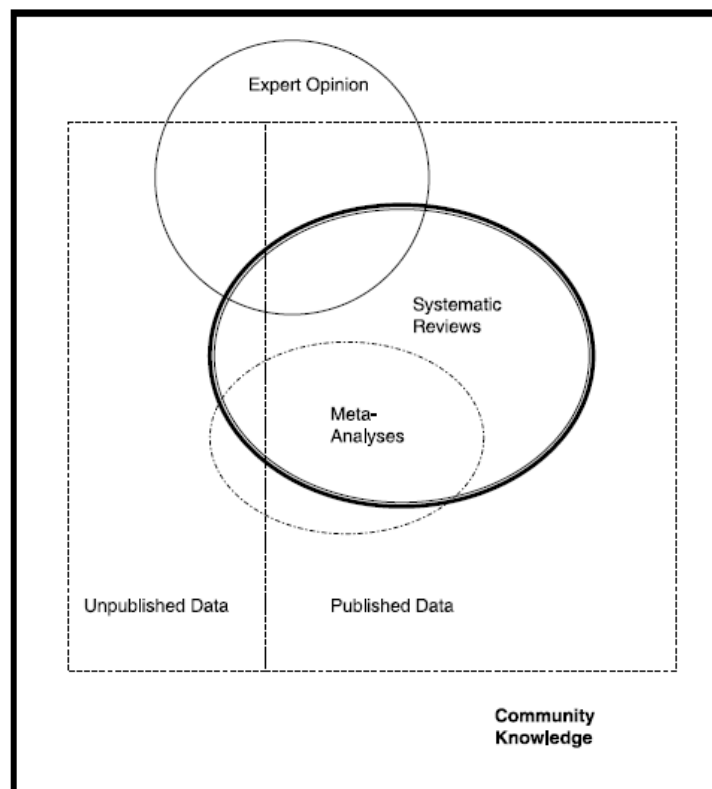 Expert Opinion
Systematic
Reviews
Meta-
Analyses
Unpublished Data
Published Data
Community
Knowledge